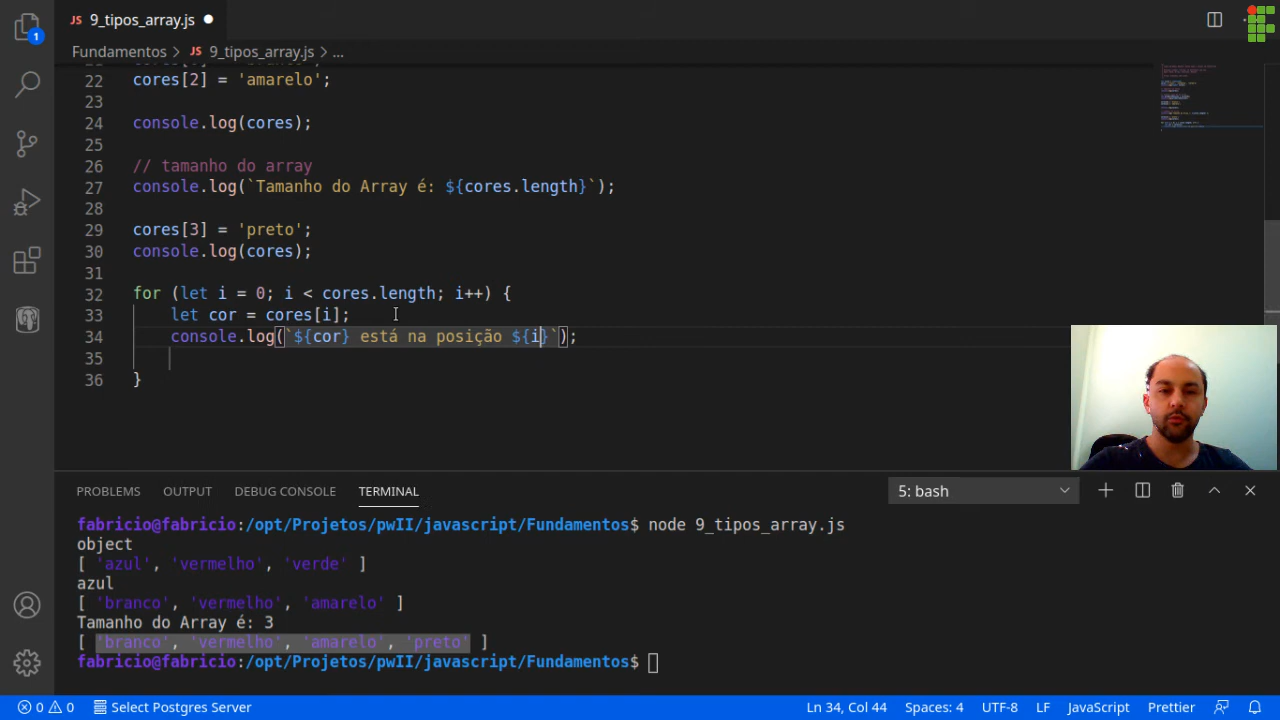 9_tipos_array.js
Fundamentos > JS 9_tipos_array.js > ...
22 cores[2] = 'amarelo';
23
24 console.log(cores);
25
26 // tamanho do array
27 console.log(`Tamanho do Array é: ${cores.length}`);
28
29 cores[3] = 'preto';
30 console.log(cores);
31
32 for (let i = 0; i < cores.length; i++) {
33 let cor = cores[i];
34 console.log(`${cor} está na posição ${i}`);
35
36 }
PROBLEMS OUTPUT DEBUG CONSOLE TERMINAL 5: bash
fabricio@fabricio:/opt/Projetos/pwII/javascript/Fundamentos$ node 9_tipos_array.js
object
[ 'azul', 'vermelho', 'verde' ]
azul
[ 'branco', 'vermelho', 'amarelo' ]
Tamanho do Array é: 3
[ 'branco', 'vermelho', 'amarelo', 'preto' ]
fabricio@fabricio:/opt/Projetos/pwII/javascript/Fundamentos$
0 0 Select Postgres Server Ln 34, Col 44 Spaces: 4 UTF-8 LF JavaScript Prettier